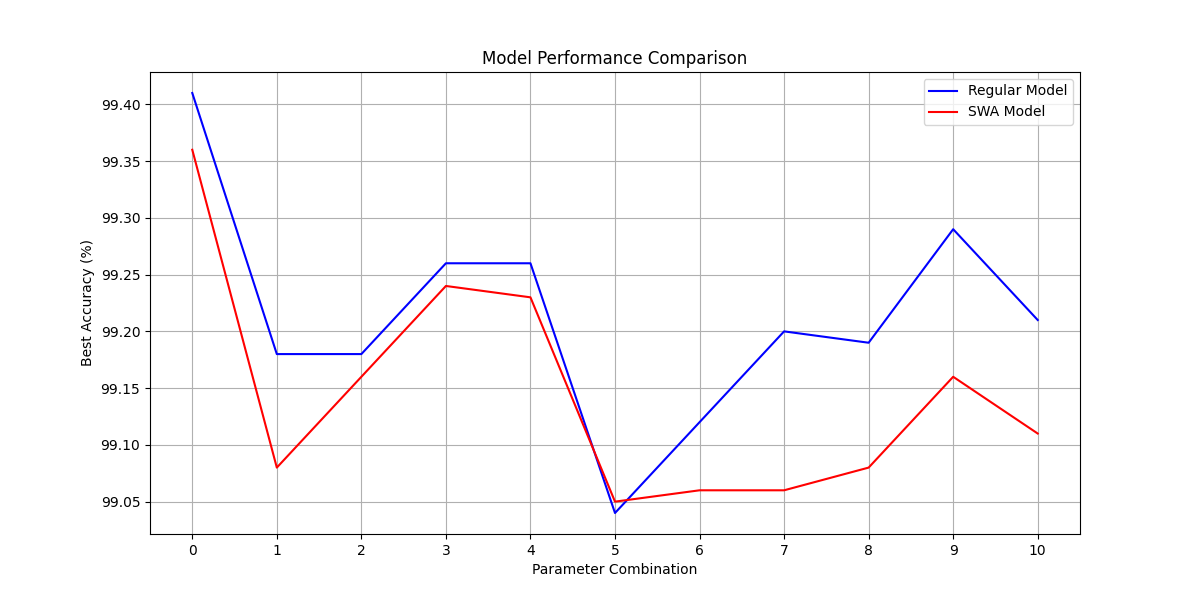 Model Performance Comparison
Regular Model
SWA Model
Best Accuracy (%)
99.40
99.35
99.30
99.25
99.20
99.15
99.10
99.05
0 1 2 3 4 5 6 7 8 9 10
Parameter Combination